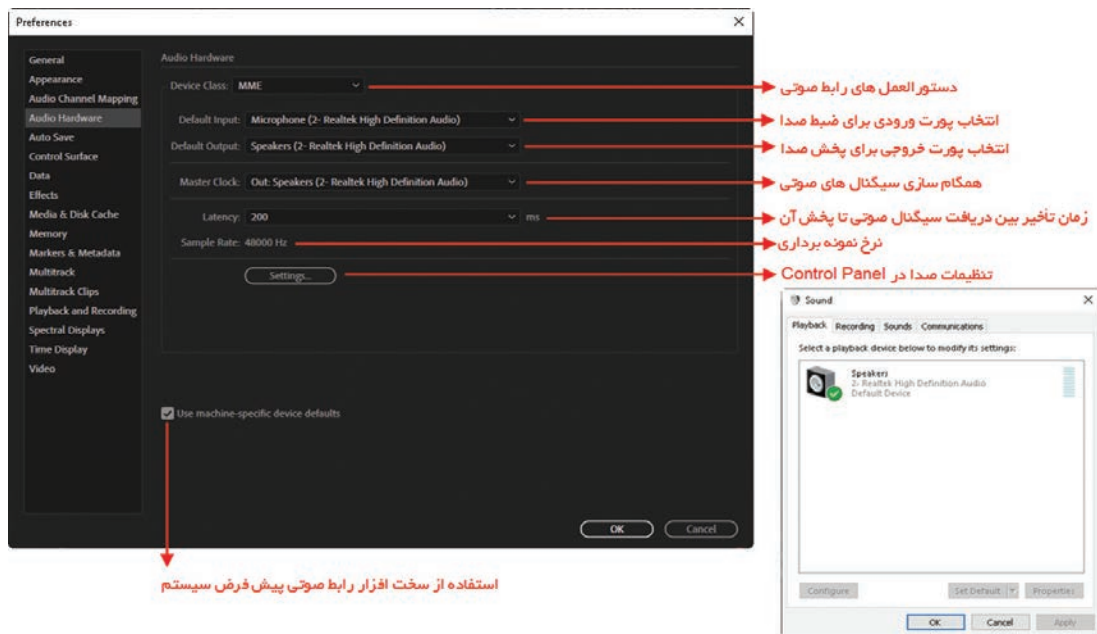 Preferences
General
Appearance
Audio Channel Mapping
Audio Hardware
Auto Save
Control Surface
Data
Effects
Media & Disk Cache
Memory
Markers & Metadata
Multitrack
Multitrack Clips
Playback and Recording
Spectral Displays
Time Display
Video
Audio Hardware
Device Class: MME
Default Input: Microphone (2- Realtek High Definition Audio)
Default Output: Speakers (2- Realtek High Definition Audio)
Master Clock: Out: Speakers (2- Realtek High Definition Audio)
Latency: 200 ms
Sample Rate: 48000 Hz
Settings...
Use machine-specific device defaults
OK
Cancel
دستورالعمل های رابط صوتی
انتخاب پورت ورودی برای ضبط صدا
انتخاب پورت خروجی برای پخش صدا
همگام سازی سیگنال های صوتی
زمان تأخیر بین دریافت سیگنال صوتی تا پخش آن
نرخ نمونه برداری
تنظیمات صدا در Control Panel
استفاده از سخت افزار رابط صوتی پیش فرض سیستم
Sound
Playback Recording Sounds Communications
Select a playback device below to modify its settings:
Speakers
2- Realtek High Definition Audio
Default Device
Configure
Set Default
Properties
OK
Cancel
Apply